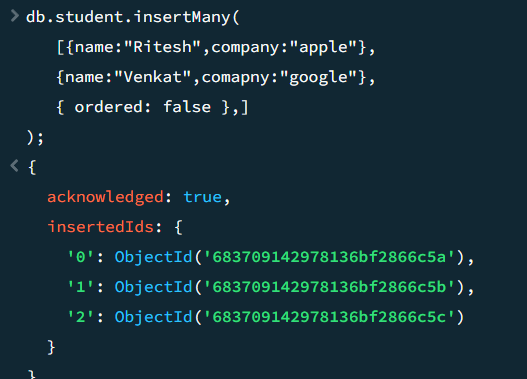 > db.student.insertMany(
[{name:"Ritesh",company:"apple"},
{name:"Venkat",comapny:"google"},
{ ordered: false },]
);
< {
acknowledged: true,
insertedIds: {
'0': ObjectId('683709142978136bf2866c5a'),
'1': ObjectId('683709142978136bf2866c5b'),
'2': ObjectId('683709142978136bf2866c5c')
}
}